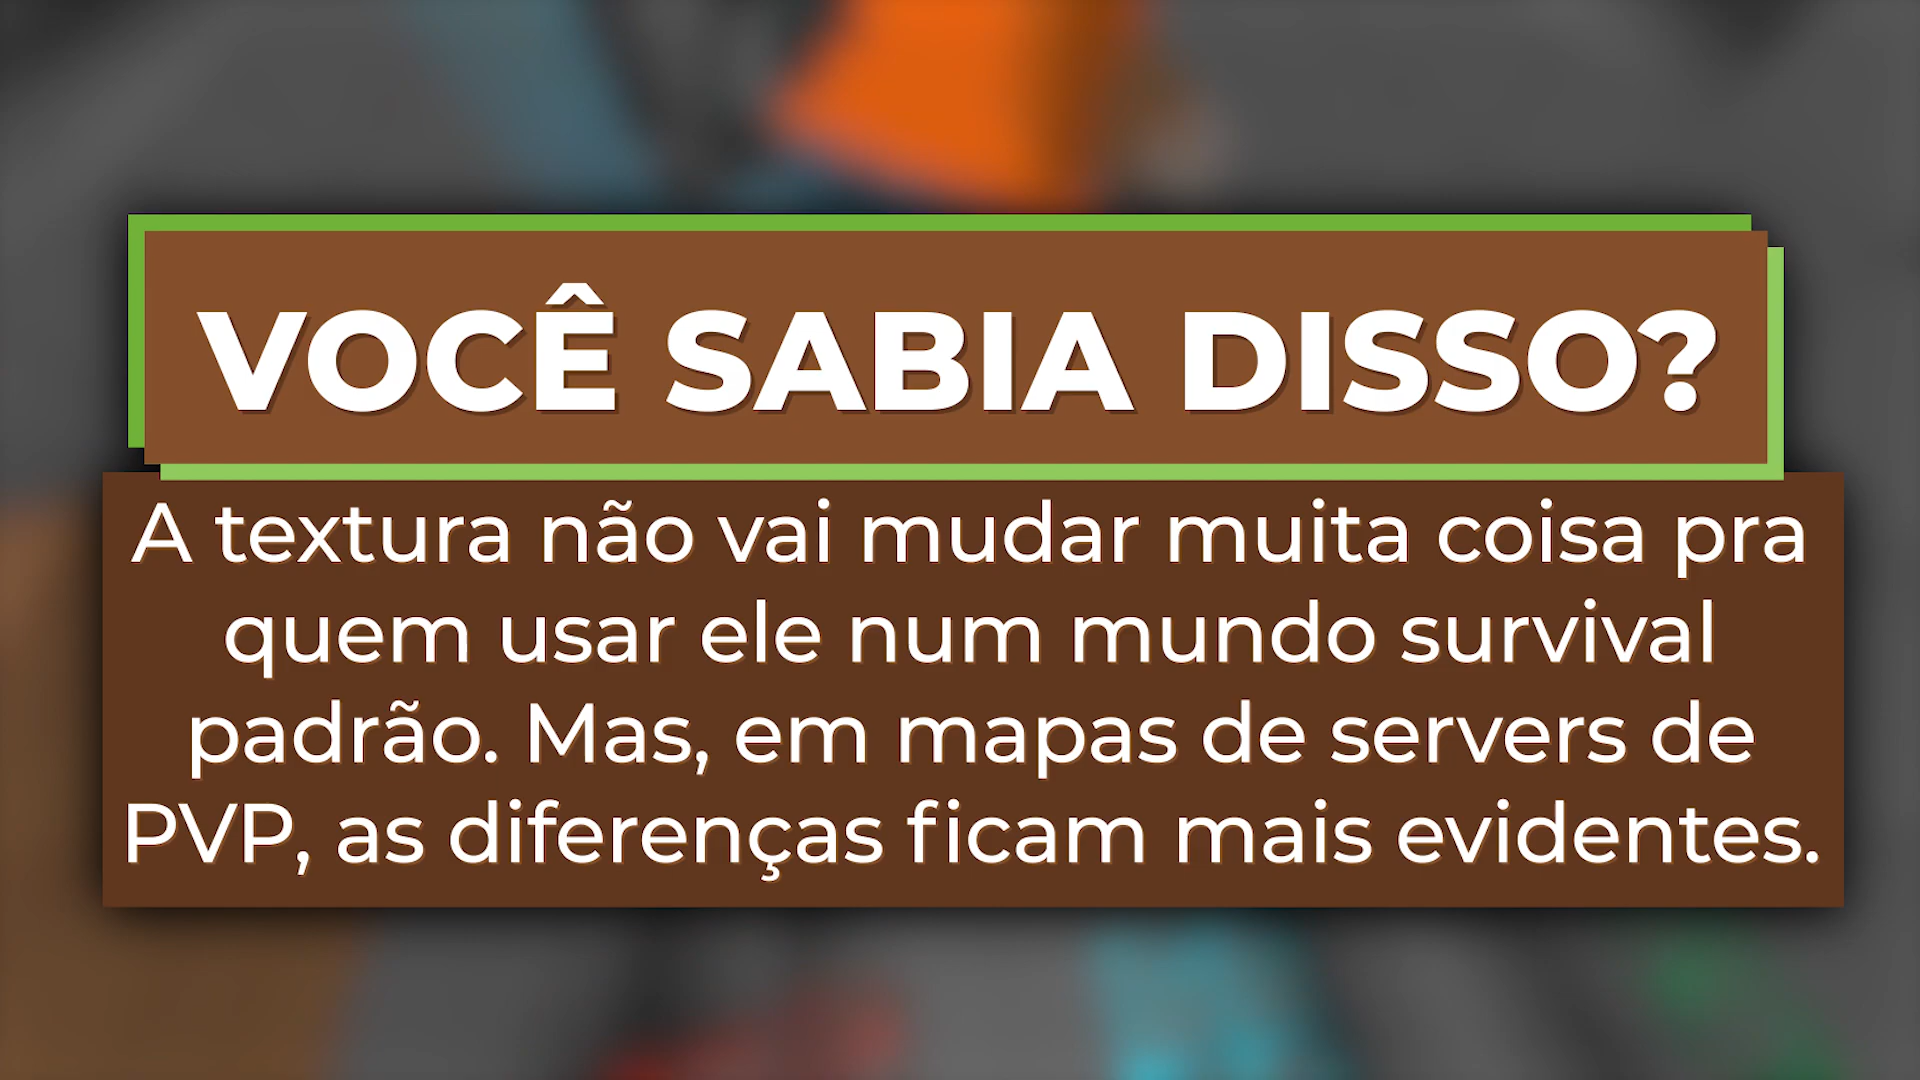 VOCÊ SABIA DISSO?
A textura não vai mudar muita coisa pra
quem usar ele num mundo survival
padrão. Mas, em mapas de servers de
PVP, as diferenças ficam mais evidentes.